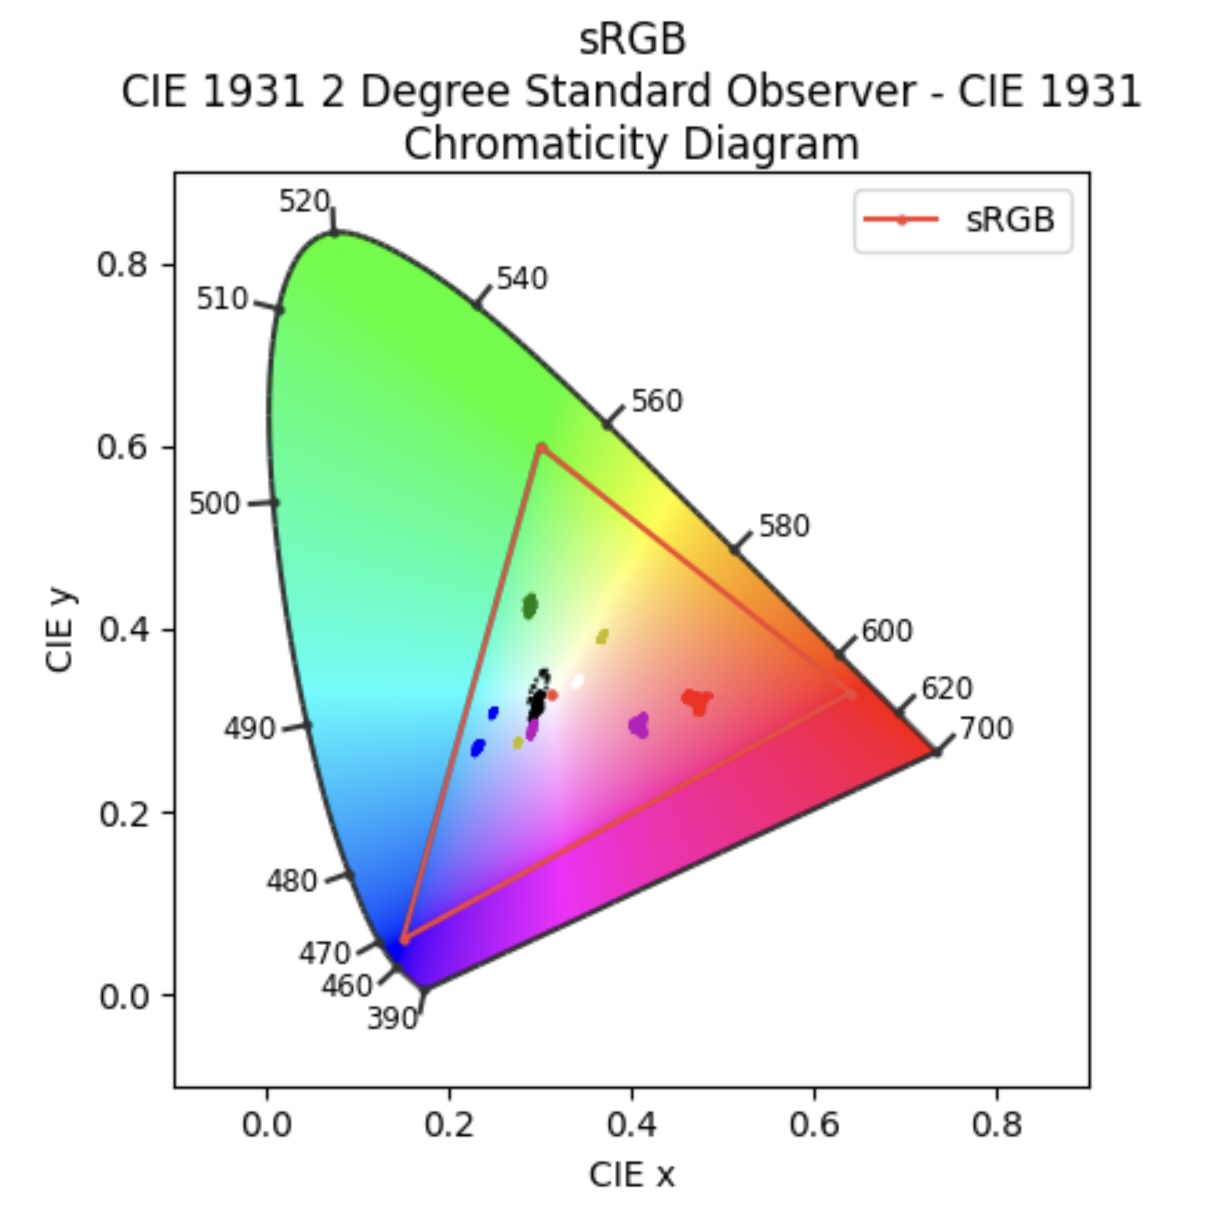 sRGB
CIE 1931 2 Degree Standard Observer - CIE 1931
Chromaticity Diagram
sRGB
520
540
510
560
500
580
600
620
490
700
480
470
460
390
0.8
0.6
0.4
0.2
0.0
CIE y
0.0 0.2 0.4 0.6 0.8
CIE x